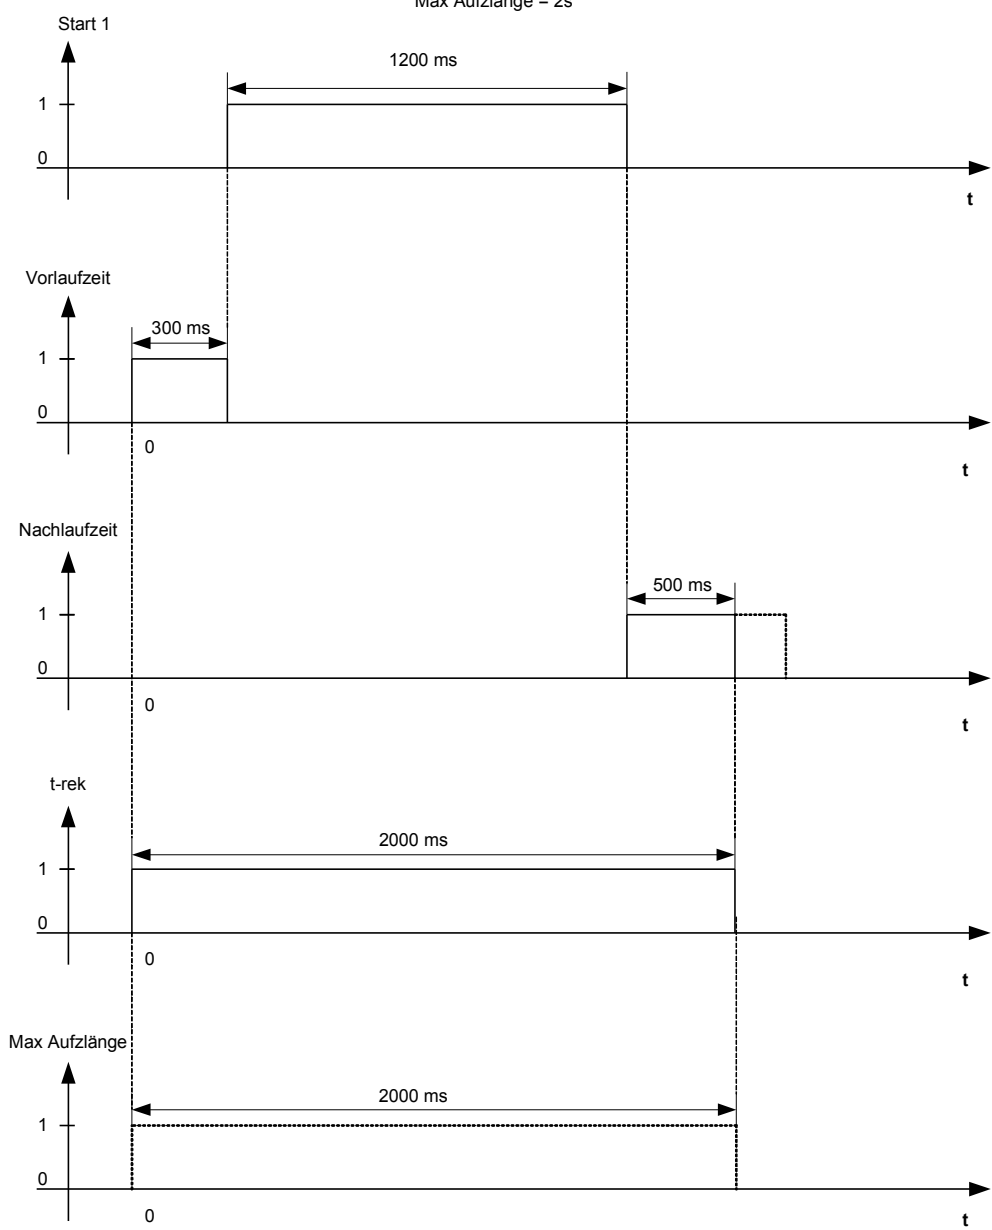 Max Aufzlänge = 2s
Start 1
1200 ms
1
0
t
Vorlaufzeit
300 ms
1
0
0
t
Nachlaufzeit
500 ms
1
0
0
t
t-rek
2000 ms
1
0
0
t
Max Aufzlänge
2000 ms
1
0
0
t